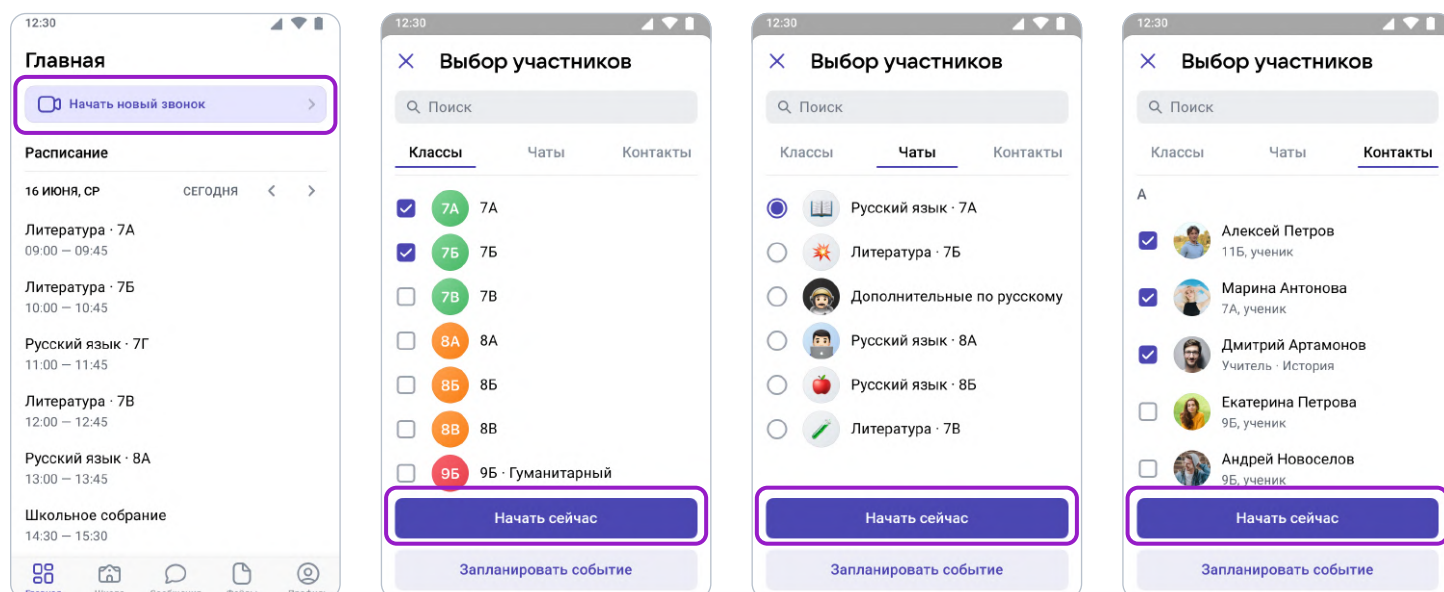 12:30
Главная
Начать новый звонок
Расписание
16 ИЮНЯ, СР СЕГОДНЯ
Литература · 7А
09:00 — 09:45
Литература · 7Б
10:00 — 10:45
Русский язык · 7Г
11:00 — 11:45
Литература · 7В
12:00 — 12:45
Русский язык · 8А
13:00 — 13:45
Школьное собрание
14:30 — 15:30
12:30
Выбор участников
Поиск
Классы Чаты Контакты
7А 7А
7Б 7Б
7В 7В
8А 8А
8Б 8Б
8В 8В
9Б 9Б · Гуманитарный
Начать сейчас
Запланировать событие
12:30
Выбор участников
Поиск
Классы Чаты Контакты
Русский язык · 7А
Литература · 7Б
Дополнительные по русскому
Русский язык · 8А
Русский язык · 8Б
Литература · 7В
Начать сейчас
Запланировать событие
12:30
Выбор участников
Поиск
Классы Чаты Контакты
А
Алексей Петров
11Б, ученик
Марина Антонова
7А, ученик
Дмитрий Артамонов
Учитель · История
Екатерина Петрова
9Б, ученик
Андрей Новоселов
9Б, ученик
Начать сейчас
Запланировать событие